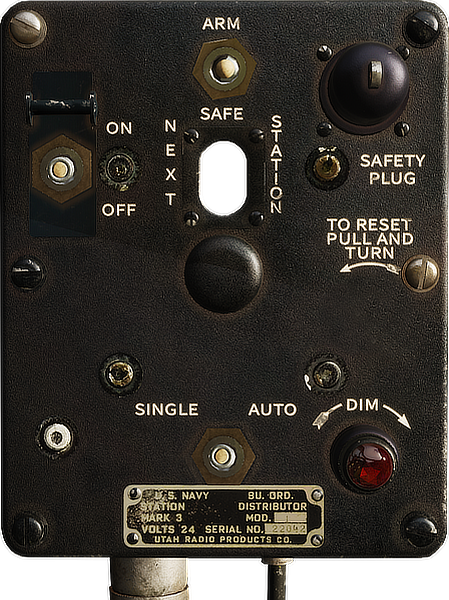 ARM
SAFE
ON
OFF
NEXT
STATION
SAFETY
PLUG
TO RESET
PULL AND
TURN
SINGLE
AUTO
DIM
U.S. NAVY BU. ORD.
STATION DISTRIBUTOR
MARK 3 MOD.
VOLTS 24 SERIAL NO. 22092
UTAH RADIO PRODUCTS CO.